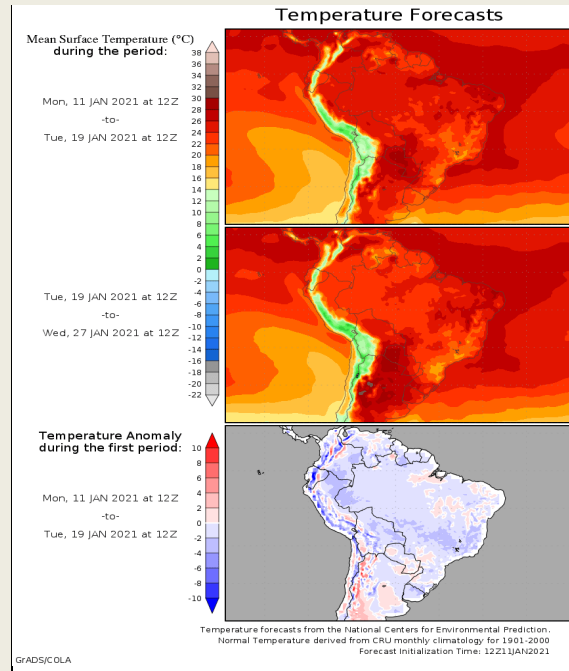 Temperature Forecasts
Mean Surface Temperature (°C)
during the period:
Mon, 11 JAN 2021 at 12Z
-to-
Tue, 19 JAN 2021 at 12Z
38
36
34
32
30
28
26
24
22
20
18
16
14
12
10
8
6
4
2
0
-2
-4
-6
-8
-10
-12
-14
-16
-18
-20
-22
Tue, 19 JAN 2021 at 12Z
-to-
Wed, 27 JAN 2021 at 12Z
Temperature Anomaly
during the first period:
Mon, 11 JAN 2021 at 12Z
-to-
Tue, 19 JAN 2021 at 12Z
10
8
6
4
2
0
-2
-4
-6
-8
-10
Temperature forecasts from the National Centers for Environmental Prediction.
Normal Temperature derived from CRU monthly climatology for 1901-2000
Forecast Initialization Time: 12Z11JAN2021
GrADS/COLA